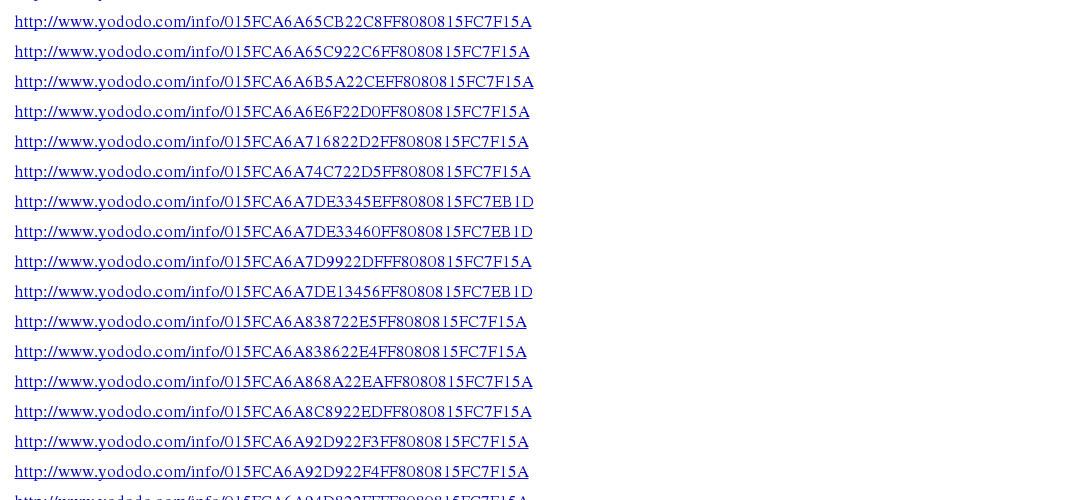 http://www.yododo.com/info/015FCA6A65CB22C8FF8080815FC7F15A
http://www.yododo.com/info/015FCA6A65C922C6FF8080815FC7F15A
http://www.yododo.com/info/015FCA6A6B5A22CEFF8080815FC7F15A
http://www.yododo.com/info/015FCA6A6E6F22D0FF8080815FC7F15A
http://www.yododo.com/info/015FCA6A716822D2FF8080815FC7F15A
http://www.yododo.com/info/015FCA6A74C722D5FF8080815FC7F15A
http://www.yododo.com/info/015FCA6A7DE3345EFF8080815FC7EB1D
http://www.yododo.com/info/015FCA6A7DE33460FF8080815FC7EB1D
http://www.yododo.com/info/015FCA6A7D9922DFFF8080815FC7F15A
http://www.yododo.com/info/015FCA6A7DE13456FF8080815FC7EB1D
http://www.yododo.com/info/015FCA6A838722E5FF8080815FC7F15A
http://www.yododo.com/info/015FCA6A838622E4FF8080815FC7F15A
http://www.yododo.com/info/015FCA6A868A22EAFF8080815FC7F15A
http://www.yododo.com/info/015FCA6A8C8922EDFF8080815FC7F15A
http://www.yododo.com/info/015FCA6A92D922F3FF8080815FC7F15A
http://www.yododo.com/info/015FCA6A92D922F4FF8080815FC7F15A